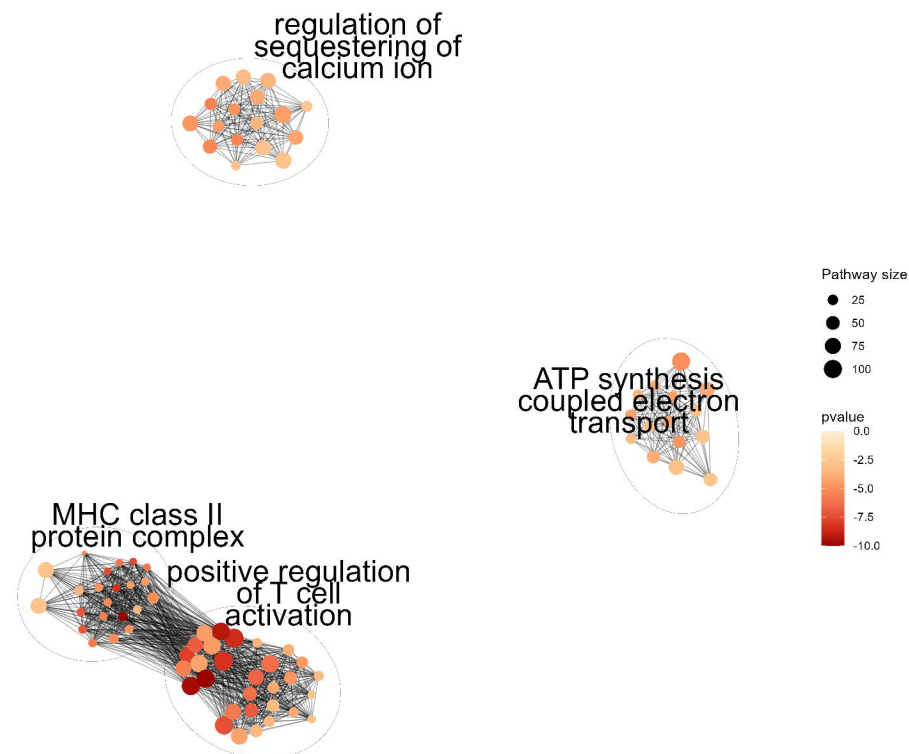 regulation of
sequestering of
calcium ion
Pathway size
25
50
75
100
ATP synthesis
coupled electron
transport
pvalue
0.0
-2.5
-5.0
-7.5
-10.0
MHC class II
protein complex
positive regulation
of T cell
activation